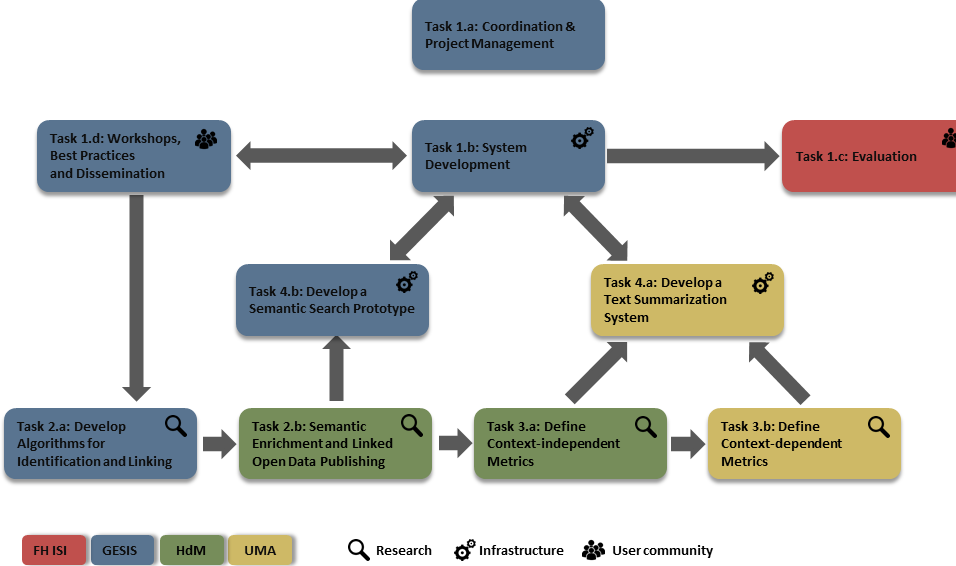 Task 1.a: Coordination &
Project Management
Task 1.d: Workshops,
Best Practices
and Dissemination
Task 1.b: System
Development
Task 1.c: Evaluation
Task 4.b: Develop a
Semantic Search Prototype
Task 4.a: Develop a
Text Summarization
System
Task 2.a: Develop
Algorithms for
Identification and Linking
Task 2.b: Semantic
Enrichment and Linked
Open Data Publishing
Task 3.a: Define
Context-independent
Metrics
Task 3.b: Define
Context-dependent
Metrics
FH ISI GESIS HdM UMA Research Infrastructure User community